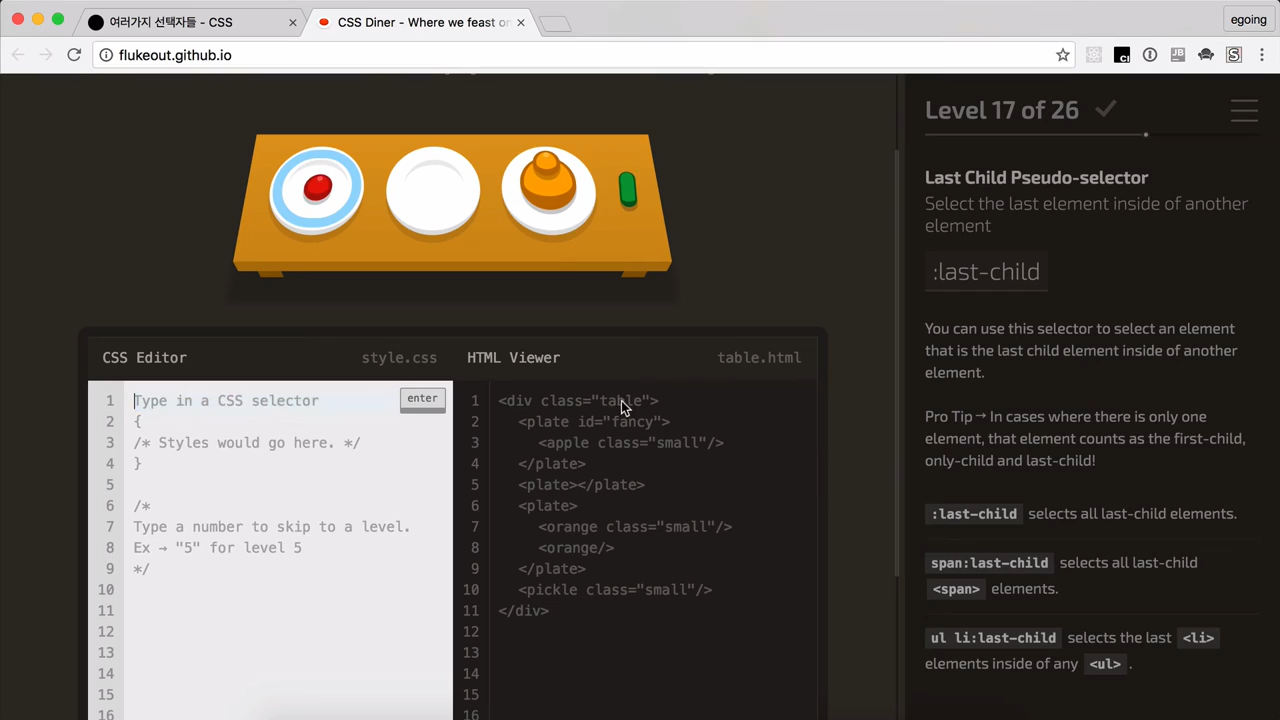 여러가지 선택자들 - CSS
CSS Diner - Where we feast on
egoing
flukeout.github.io
Level 17 of 26
Last Child Pseudo-selector
Select the last element inside of another
element
:last-child
You can use this selector to select an element
that is the last child element inside of another
element.
Pro Tip → In cases where there is only one
element, that element counts as the first-child,
only-child and last-child!
:last-child selects all last-child elements.
span:last-child selects all last-child
<span> elements.
ul li:last-child selects the last <li>
elements inside of any <ul> .
CSS Editor style.css
1 Type in a CSS selector enter
2 {
3 /* Styles would go here. */
4 }
5
6 /*
7 Type a number to skip to a level.
8 Ex → "5" for level 5
9 */
10
11
12
13
14
15
16
HTML Viewer table.html
1 <div class="table">
2 <plate id="fancy">
3 <apple class="small"/>
4 </plate>
5 <plate></plate>
6 <plate>
7 <orange class="small"/>
8 <orange/>
9 </plate>
10 <pickle class="small"/>
11 </div>
12
13
14
15
16